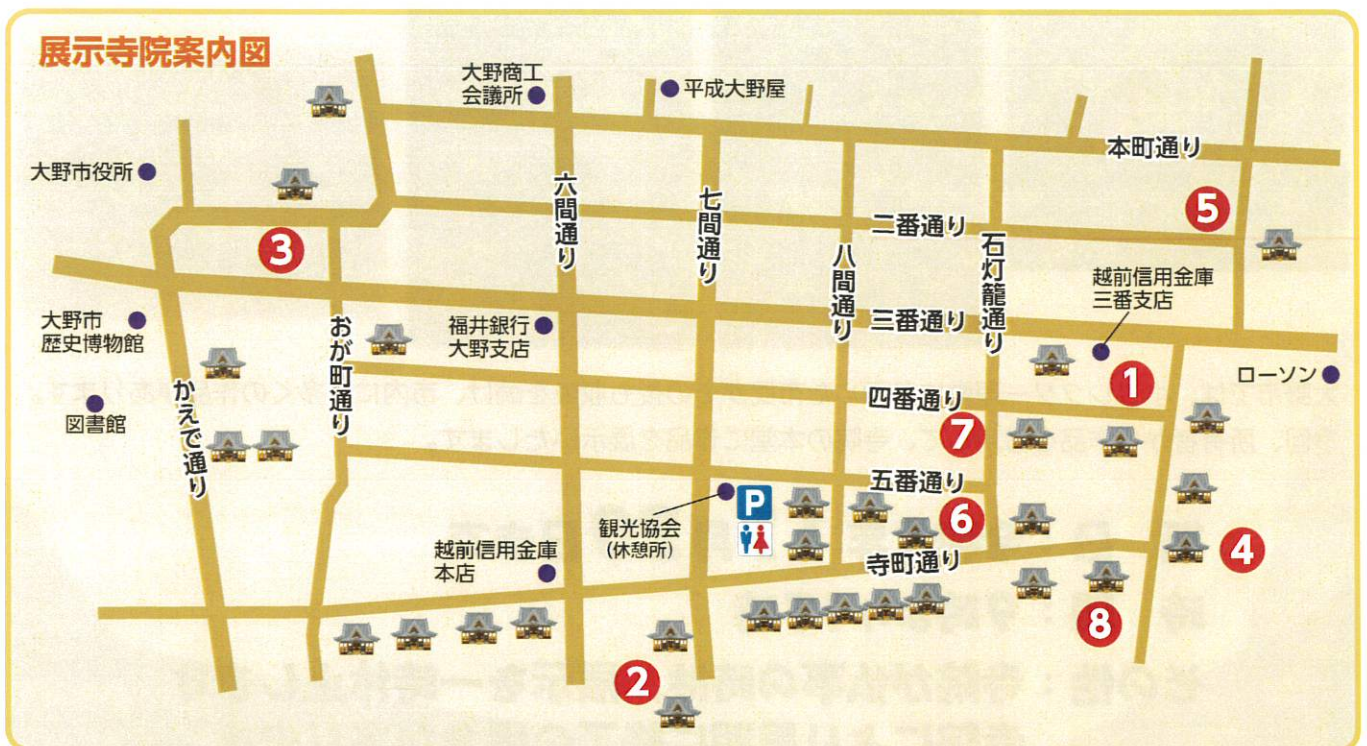 展示寺院案内図
大野商工
会議所
平成大野屋
本町通り
大野市役所
六間通り
七間通り
5
二番通り
八間通り
石灯籠通り
3
越前信用金庫
三番支店
大野市
歴史博物館
おが町通り
福井銀行
大野支店
三番通り
ローソン
1
かえで通り
図書館
四番通り
7
五番通り
P
6
観光協会
(休憩所)
越前信用金庫
本店
寺町通り
4
8
2